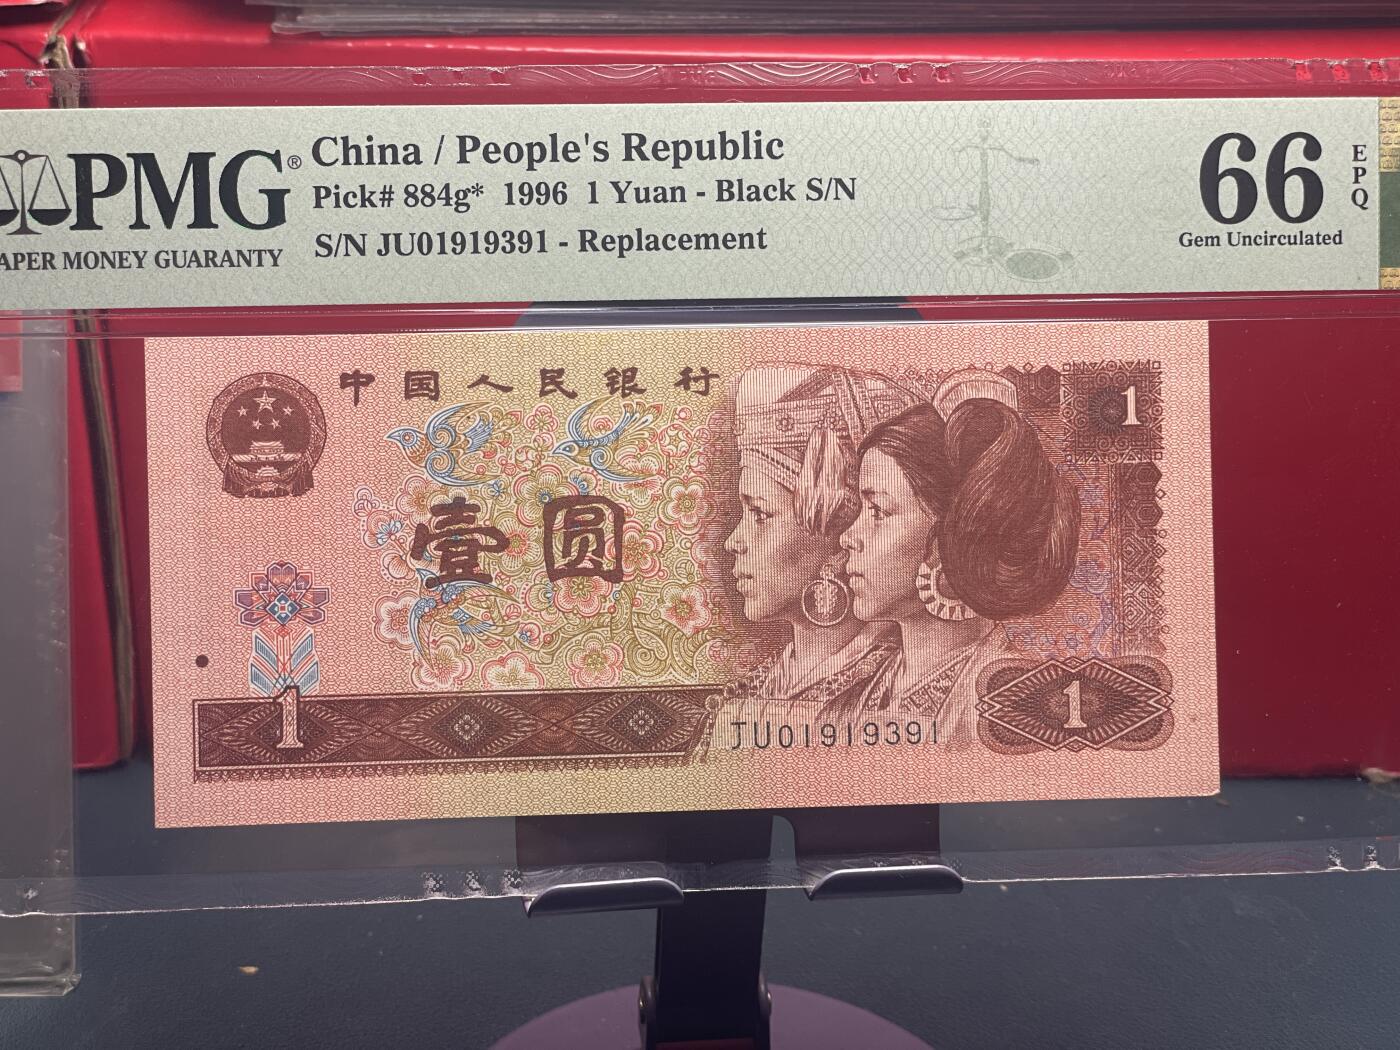 PMG®
APER MONEY GUARANTY
China / People's Republic
Pick# 884g* 1996 1 Yuan - Black S/N
S/N JU01919391 - Replacement
66
EPQ
Gem Uncirculated
中国人民银行
1
壹圆
1
JU01919391
1